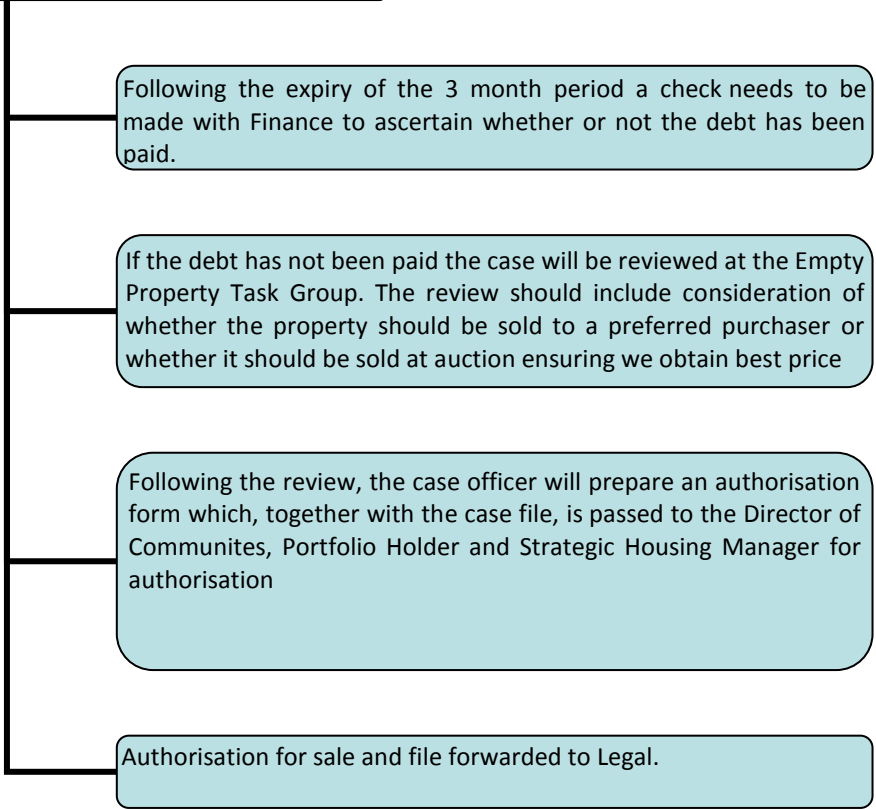 Following the expiry of the 3 month period a check needs to be
made with Finance to ascertain whether or not the debt has been
paid.
If the debt has not been paid the case will be reviewed at the Empty
Property Task Group. The review should include consideration of
whether the property should be sold to a preferred purchaser or
whether it should be sold at auction ensuring we obtain best price
Following the review, the case officer will prepare an authorisation
form which, together with the case file, is passed to the Director of
Communites, Portfolio Holder and Strategic Housing Manager for
authorisation
Authorisation for sale and file forwarded to Legal.